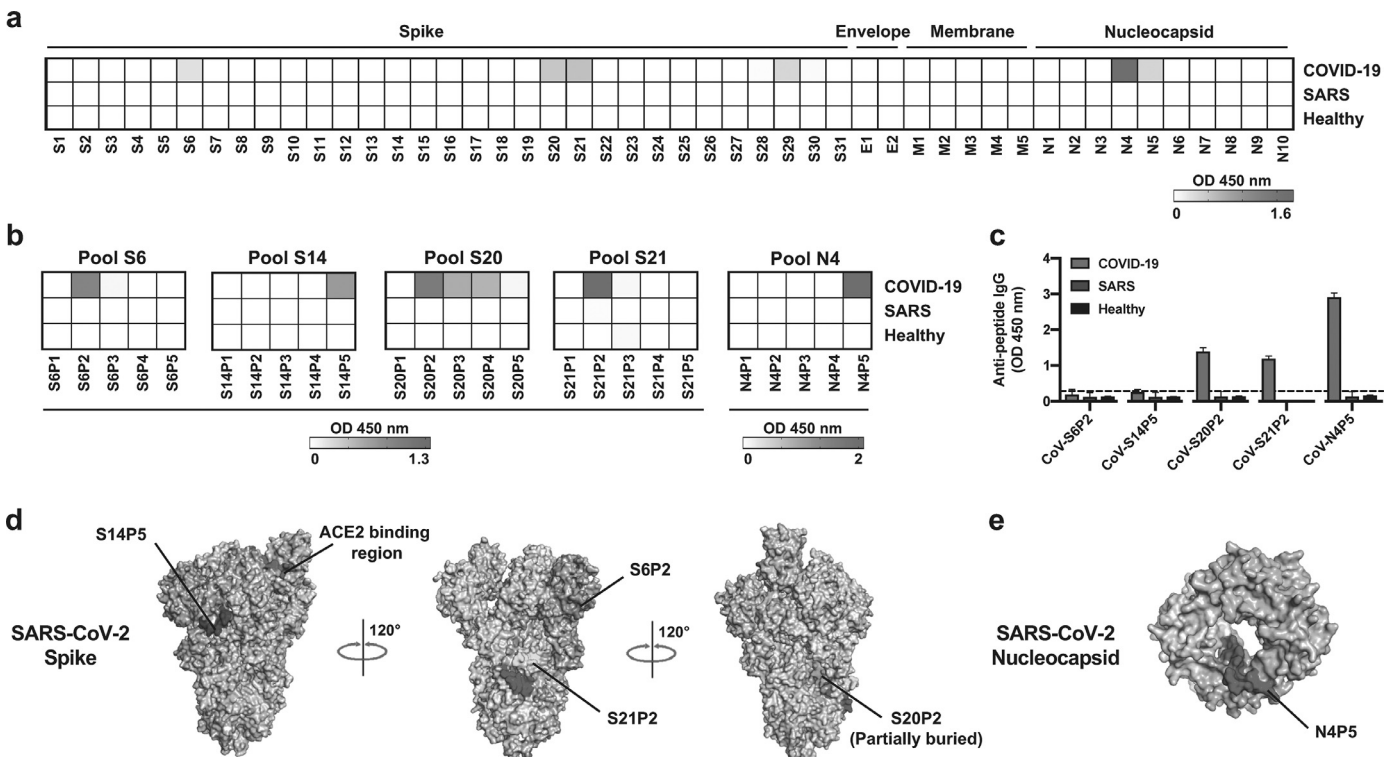 a
Spike
Envelope
Membrane
Nucleocapsid
COVID-19
SARS
Healthy
S1 S2 S3 S4 S5 S6 S7 S8 S9 S10 S11 S12 S13 S14 S15 S16 S17 S18 S19 S20 S21 S22 S23 S24 S25 S26 S27 S28 S29 S30 S31 E1 E2 M1 M2 M3 M4 M5 N1 N2 N3 N4 N5 N6 N7 N8 N9 N10
OD 450 nm
0 1.6
b
Pool S6
Pool S14
Pool S20
Pool S21
Pool N4
COVID-19
SARS
Healthy
S6P1 S6P2 S6P3 S6P4 S6P5
S14P1 S14P2 S14P3 S14P4 S14P5
S20P1 S20P2 S20P3 S20P4 S20P5
S21P1 S21P2 S21P3 S21P4 S21P5
N4P1 N4P2 N4P3 N4P4 N4P5
OD 450 nm
0 1.3
OD 450 nm
0 2
c
Anti-peptide IgG
(OD 450 nm)
4
3
2
1
0
COVID-19
SARS
Healthy
CoV-S6P2
CoV-S14P5
CoV-S20P2
CoV-S21P2
CoV-N4P5
d
SARS-CoV-2
Spike
S14P5
ACE2 binding
region
120°
S6P2
S21P2
120°
S20P2
(Partially buried)
e
SARS-CoV-2
Nucleocapsid
N4P5